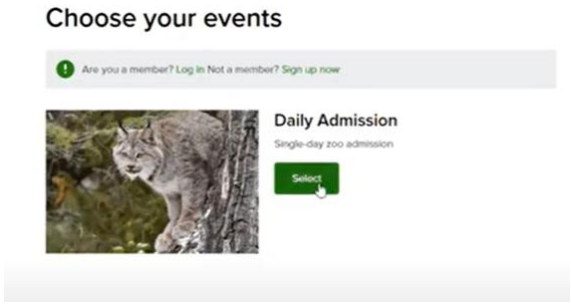 Choose your events
Are you a member? Log in Not a member? Sign up now
Daily Admission
Single-day zoo admission
Select